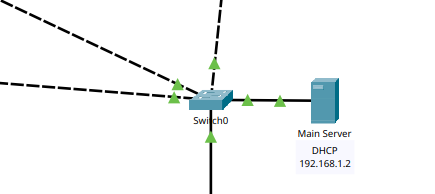 Switch0
Main Server
DHCP
192.168.1.2